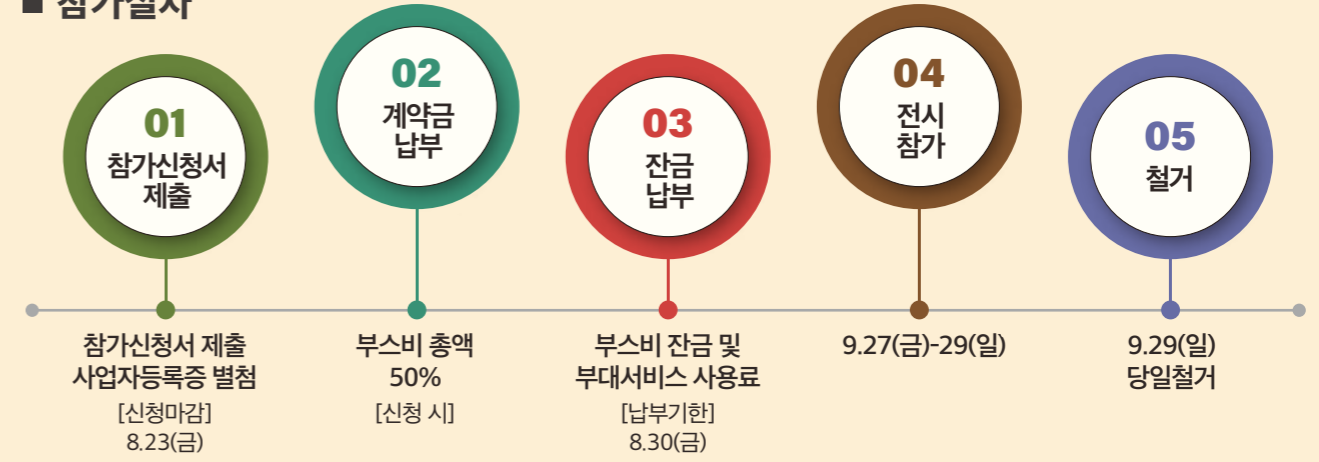 ■ 참가절차
01
참가신청서
제출
02
계약금
납부
03
잔금
납부
04
전시
참가
05
철거
참가신청서 제출
사업자등록증 별첨
[신청마감]
8.23(금)
부스비 총액
50%
[신청 시]
부스비 잔금 및
부대서비스 사용료
[납부기한]
8.30(금)
9.27(금)-29(일)
9.29(일)
당일철거